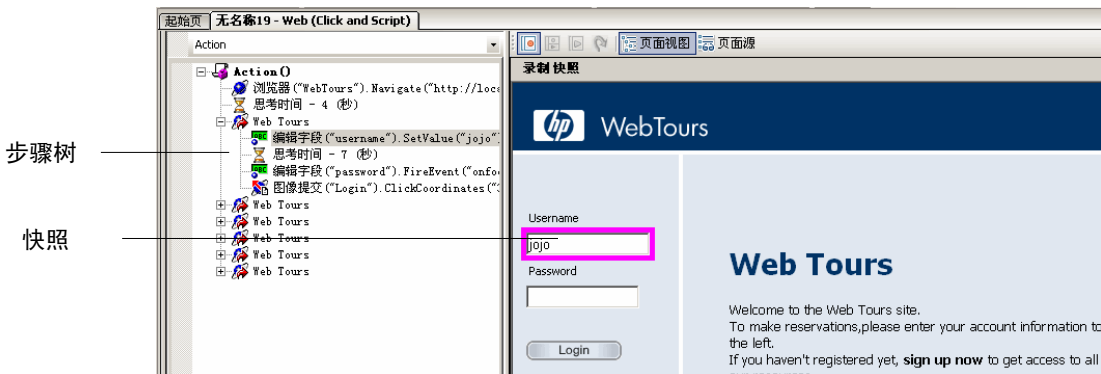 起始页 无名称19 - Web (Click and Script)
Action
页面视图 页面源
录制快照
Action()
浏览器("WebTours").Navigate("http://loca
思考时间 - 4 (秒)
Web Tours
编辑字段("username").SetValue("jojo"
思考时间 - 7 (秒)
编辑字段("password").FireEvent("onfo
图像提交("Login").ClickCoordinates("
Web Tours
Web Tours
Web Tours
Web Tours
Web Tours
步骤树
快照
hp WebTours
Username
jojo
Password
Login
Web Tours
Welcome to the Web Tours site.
To make reservations,please enter your account information to
the left.
If you haven't registered yet, sign up now to get access to all